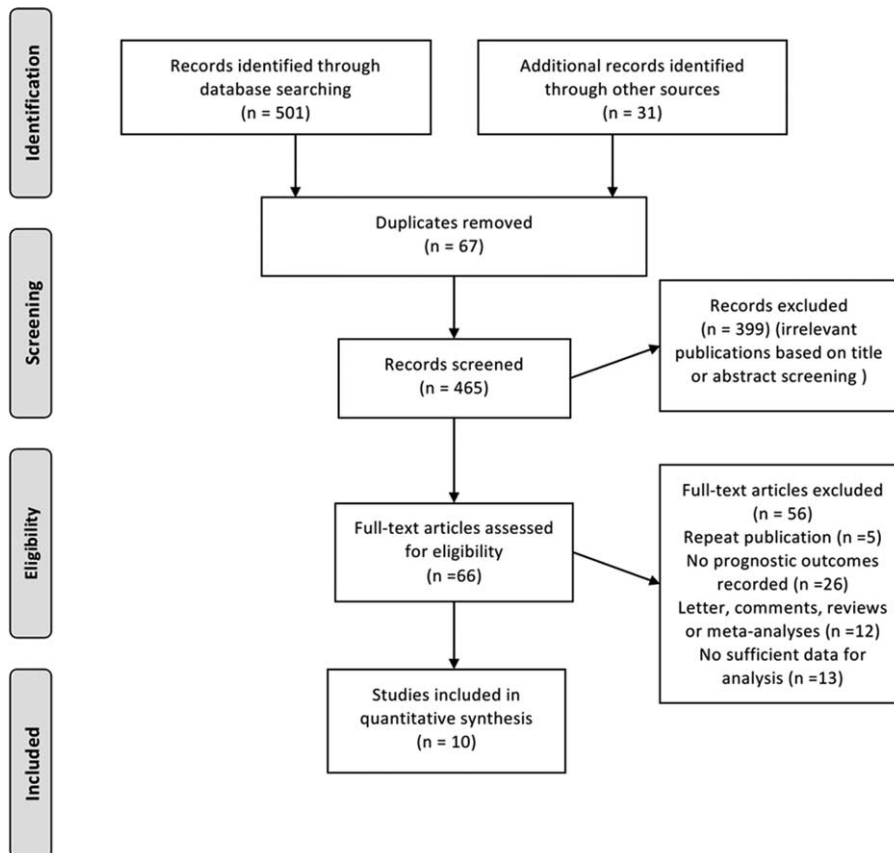 Identification
Records identified through
database searching
(n = 501)
Additional records identified
through other sources
(n = 31)
Duplicates removed
(n = 67)
Screening
Records screened
(n = 465)
Records excluded
(n = 399) (irrelevant
publications based on title
or abstract screening )
Eligibility
Full-text articles assessed
for eligibility
(n =66)
Full-text articles excluded
(n = 56)
Repeat publication (n =5)
No prognostic outcomes
recorded (n =26)
Letter, comments, reviews
or meta-analyses (n =12)
No sufficient data for
analysis (n =13)
Included
Studies included in
quantitative synthesis
(n = 10)